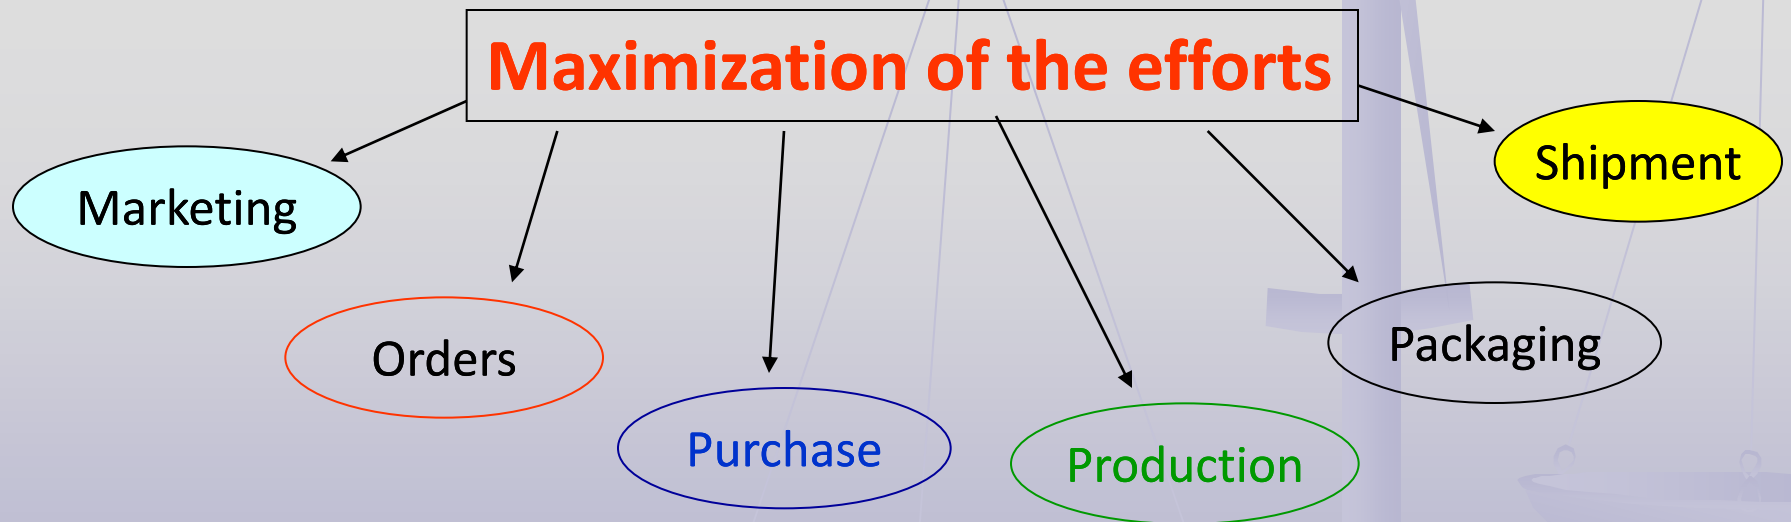 Maximization of the efforts
Marketing
Orders
Purchase
Production
Packaging
Shipment